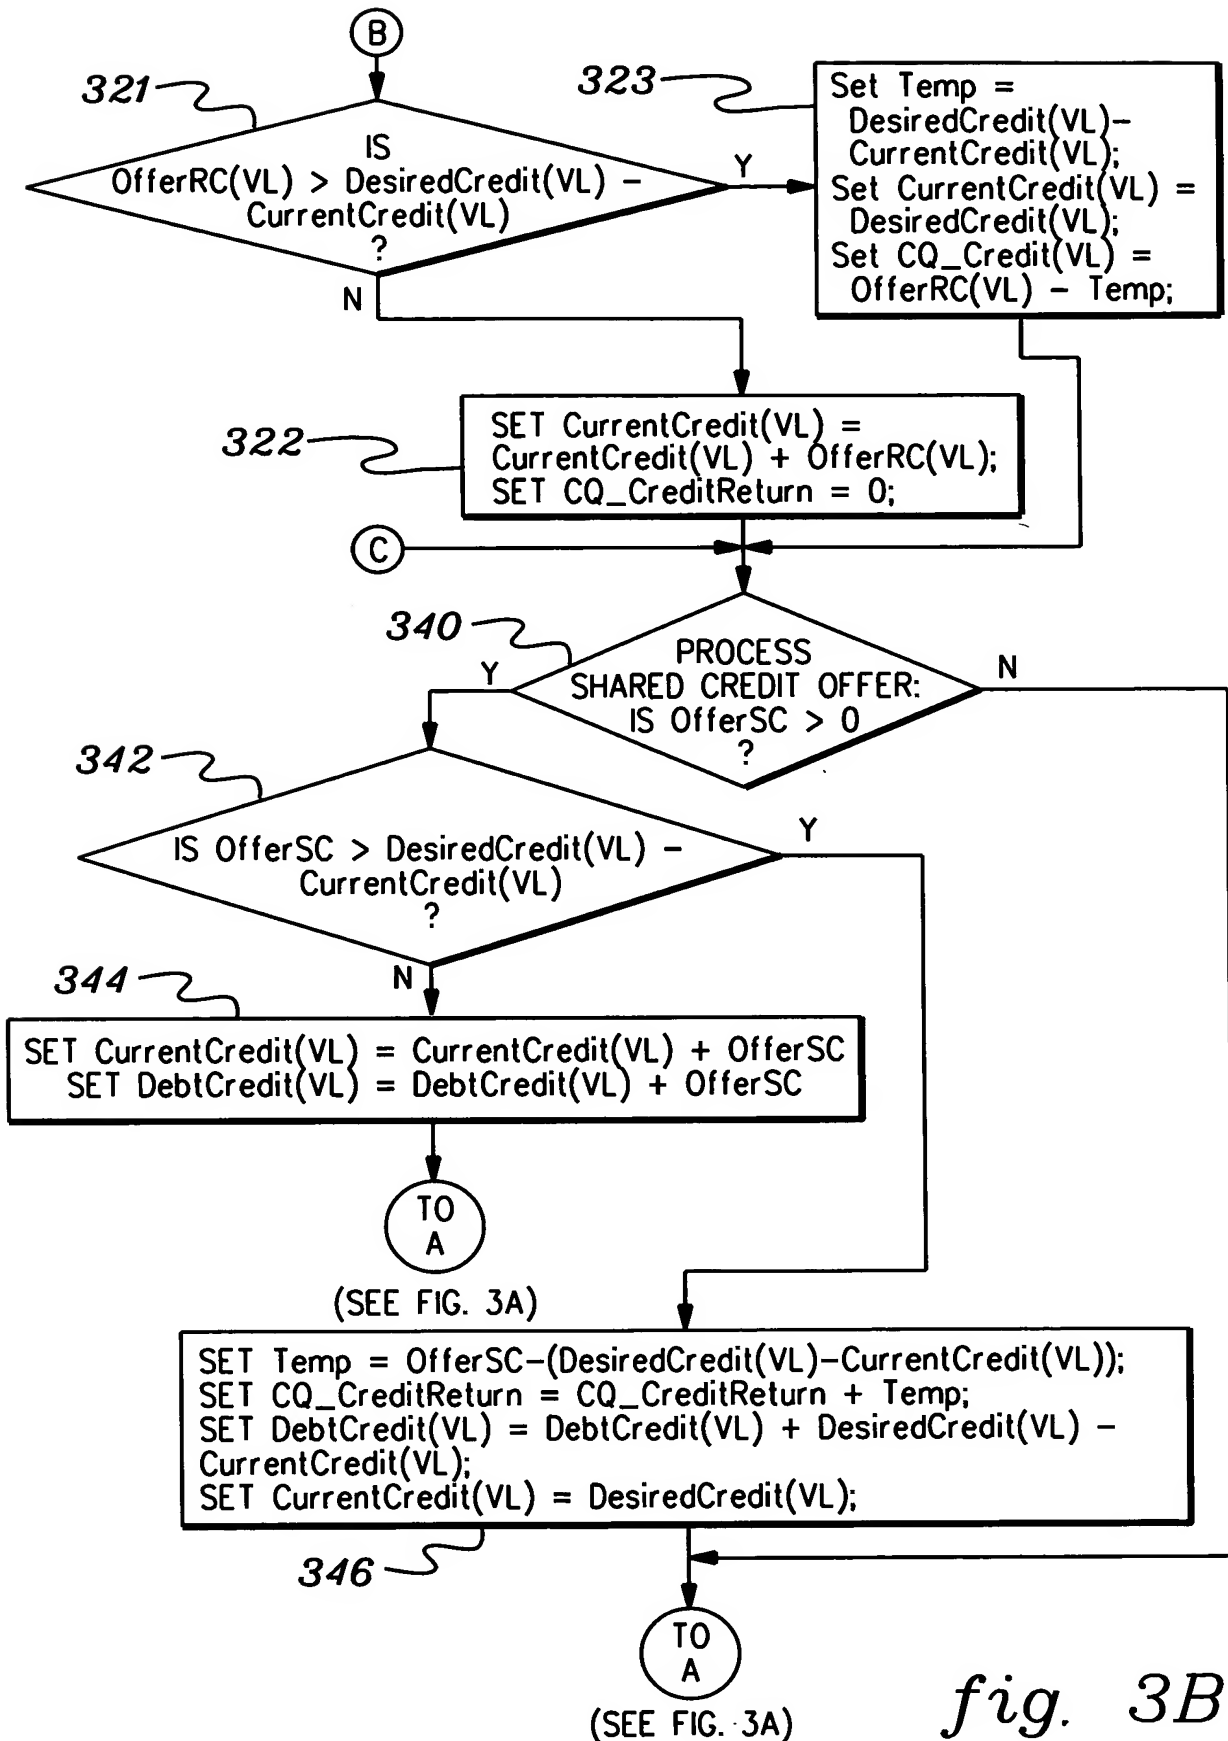 B
321
IS
OfferRC(VL) > DesiredCredit(VL) –
CurrentCredit(VL)
?
Y
N
323
Set Temp =
DesiredCredit(VL)–
CurrentCredit(VL);
Set CurrentCredit(VL) =
DesiredCredit(VL);
Set CQ_Credit(VL) =
OfferRC(VL) – Temp;
322
SET CurrentCredit(VL) =
CurrentCredit(VL) + OfferRC(VL);
SET CQ_CreditReturn = 0;
C
340
PROCESS
SHARED CREDIT OFFER:
IS OfferSC > 0
?
Y
N
342
IS OfferSC > DesiredCredit(VL) –
CurrentCredit(VL)
?
Y
N
344
SET CurrentCredit(VL) = CurrentCredit(VL) + OfferSC
SET DebtCredit(VL) = DebtCredit(VL) + OfferSC
TO
A
(SEE FIG. 3A)
SET Temp = OfferSC–(DesiredCredit(VL)–CurrentCredit(VL));
SET CQ_CreditReturn = CQ_CreditReturn + Temp;
SET DebtCredit(VL) = DebtCredit(VL) + DesiredCredit(VL) –
CurrentCredit(VL);
SET CurrentCredit(VL) = DesiredCredit(VL);
346
TO
A
(SEE FIG. 3A)
fig. 3B